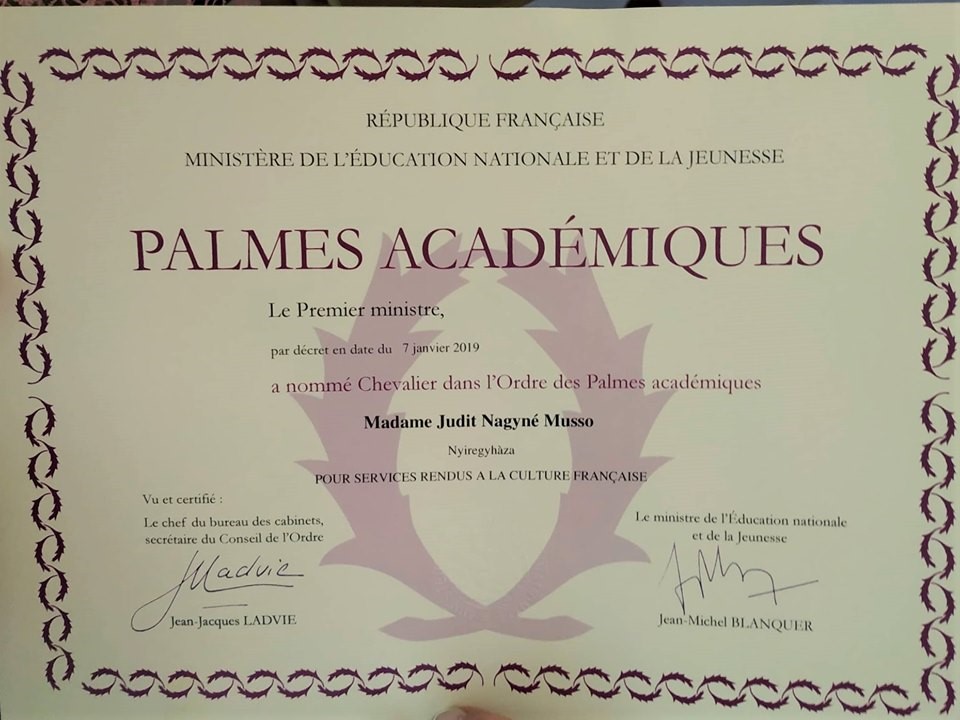 RÉPUBLIQUE FRANÇAISE
MINISTÈRE DE L'ÉDUCATION NATIONALE ET DE LA JEUNESSE
PALMES ACADÉMIQUES
Le Premier ministre,
par décret en date du 7 janvier 2019
a nommé Chevalier dans l'Ordre des Palmes académiques
Madame Judit Nagyné Musso
Nyiregyhàza
POUR SERVICES RENDUS A LA CULTURE FRANÇAISE
Vu et certifié :
Le chef du bureau des cabinets,
secrétaire du Conseil de l'Ordre
JJLadvie
Jean-Jacques LADVIE
Le ministre de l'Éducation nationale
et de la Jeunesse
Jean-Michel BLANQUER